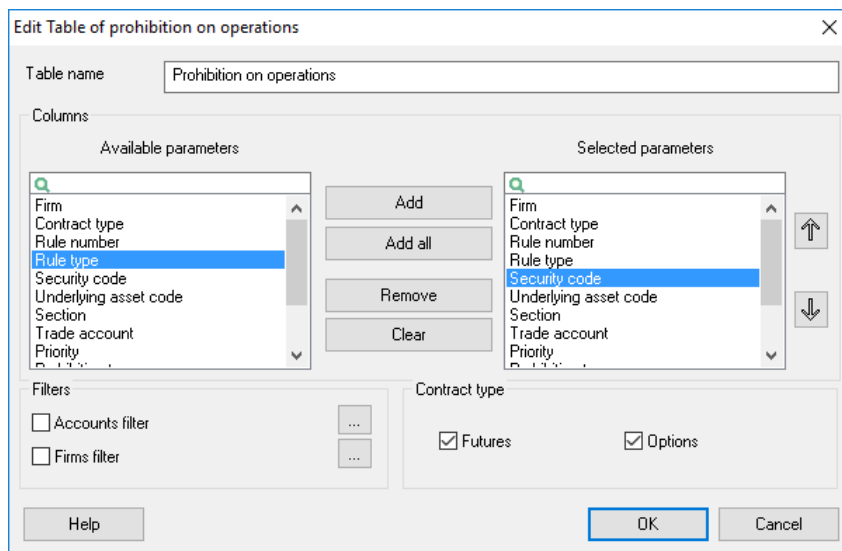 Edit Table of prohibition on operations
Table name
Prohibition on operations
Columns
Available parameters
Firm
Contract type
Rule number
Rule type
Security code
Underlying asset code
Section
Trade account
Priority
Add
Add all
Remove
Clear
Selected parameters
Firm
Contract type
Rule number
Rule type
Security code
Underlying asset code
Section
Trade account
Priority
Filters
Accounts filter
...
Firms filter
...
Contract type
Futures
Options
Help
OK
Cancel